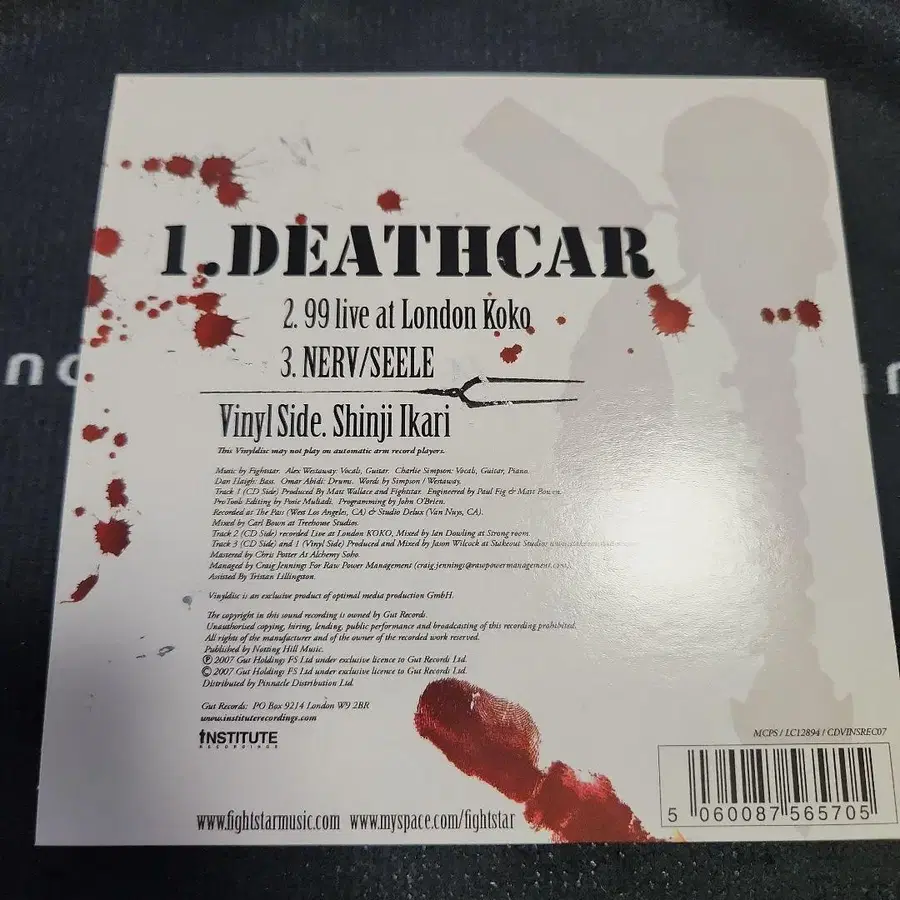 1.DEATHCAR
2. 99 live at London Koko
3. NERV/SEELE
Vinyl Side. Shinji Ikari
This Vinyldisc may not play on automatic arm record players.
Music by Fightstar. Alex Westaway: Vocals, Guitar. Charlie Simpson: Vocals, Guitar, Piano.
Dan Haigh: Bass. Omar Abidi: Drums. Words by Simpson / Westaway.
Track 1 (CD Side) Produced By Matt Wallace and Fightstar. Engineered by Paul Fig & Matt
ProTools Editing by Posie Muliadi. Programming by John O'Brien.
Recorded at The Pass (West Los Angeles, CA) & Studio Delux (Van Nuys, CA).
Mixed by Carl Bown at Treehouse Studios.
Track 2 (CD Side) recorded Live at London KOKO, Mixed by Ian Dowling at Strong room.
Track 3 (CD Side) and 1 (Vinyl Side) Produced and Mixed by Jason Wilcock at Stakeout Studios
Mastered by Chris Potter At Alchemy Soho.
Managed by Craig Jennings For Raw Power Management (craig.jennings@rawpowermanagement.com).
Assisted By Tristan Lillingston.
Vinyldisc is an exclusive product of optimal media production GmbH.
The copyright in this sound recording is owned by Gut Records.
Unauthorised copying, hiring, lending, public performance and broadcasting of this recording prohibited.
All rights of the manufacturer and of the owner of the recorded work reserved.
Published by Notting Hill Music.
℗ 2007 Gut Holdings FS Ltd under exclusive licence to Gut Records Ltd.
© 2007 Gut Holdings FS Ltd under exclusive licence to Gut Records Ltd.
Distributed by Pinnacle Distribution Ltd.
Gut Records: PO Box 9214 London W9 2BR
www.instituterecordings.com
INSTITUTE
RECORDINGS
MCPS / LC12894 / CDVINSREC07
5 060087 565705
www.fightstarmusic.com www.myspace.com/fightstar